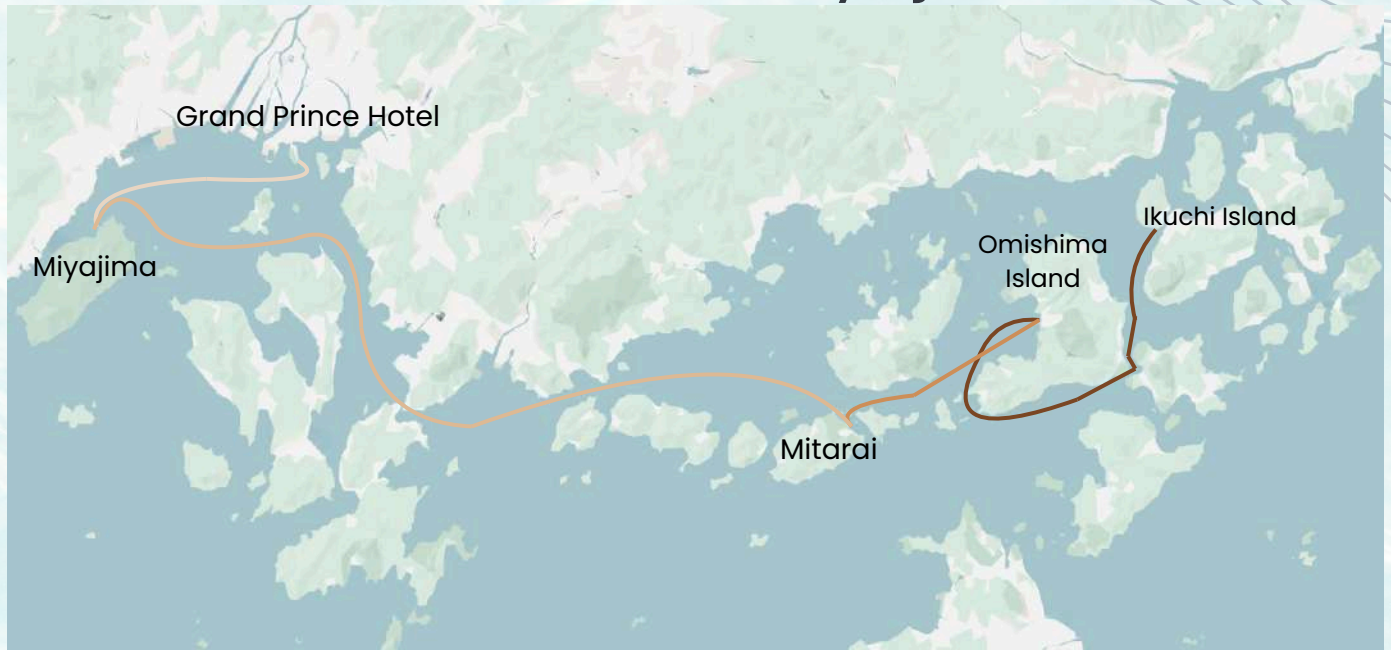 Grand Prince Hotel
Miyajima
Ikuchi Island
Omishima
Island
Mitarai